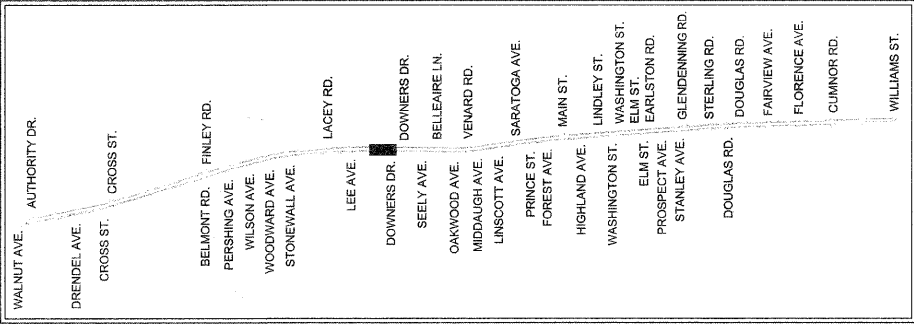 WALNUT AVE.
AUTHORITY DR.
DRENDEL AVE.
CROSS ST.
CROSS ST.
BELMONT RD.
FINLEY RD.
PERSHING AVE.
WILSON AVE.
WOODWARD AVE.
STONEWALL AVE.
LACEY RD.
LEE AVE.
DOWNERS DR.
DOWNERS DR.
SEELY AVE.
BELLEAIRE LN.
OAKWOOD AVE.
VENARD RD.
MIDDAUGH AVE.
LINSCOTT AVE.
SARATOGA AVE.
PRINCE ST.
FOREST AVE.
MAIN ST.
HIGHLAND AVE.
LINDLEY ST.
WASHINGTON ST.
WASHINGTON ST.
ELM ST.
ELM ST.
EARLSTON RD.
PROSPECT AVE.
STANLEY AVE.
GLENDENNING RD.
STERLING RD.
DOUGLAS RD.
DOUGLAS RD.
FAIRVIEW AVE.
FLORENCE AVE.
CUMNOR RD.
WILLIAMS ST.